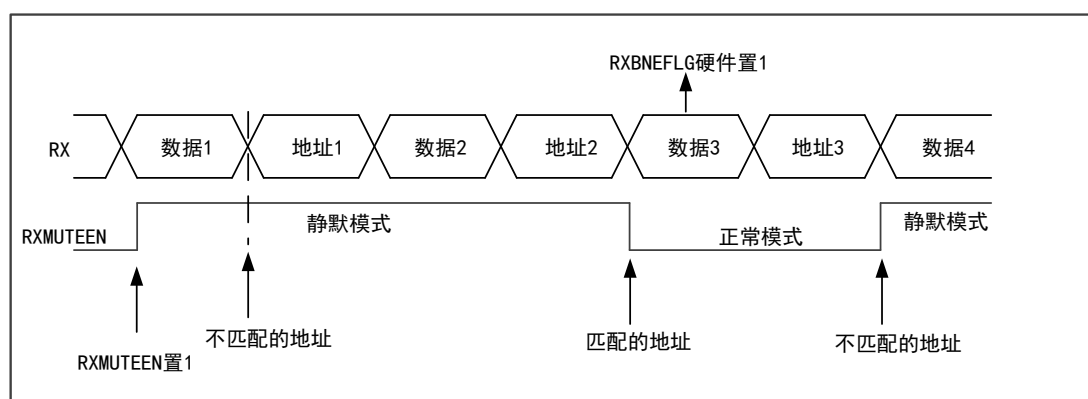 RXBNEFLG硬件置1
RX
数据1
地址1
数据2
地址2
数据3
地址3
数据4
RXMUTEEN
静默模式
正常模式
静默模式
不匹配的地址
匹配的地址
不匹配的地址
RXMUTEEN置1